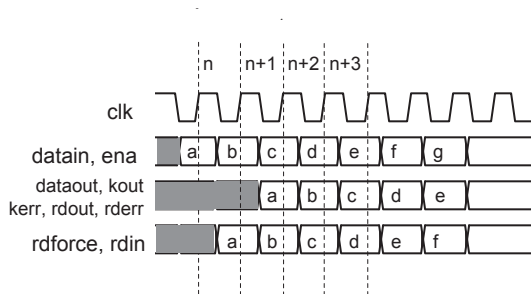 n n+1 n+2 n+3
clk
datain, ena a b c d e f g
dataout, kout
kerr, rdout, rderr a b c d e
rdforce, rdin a b c d e f